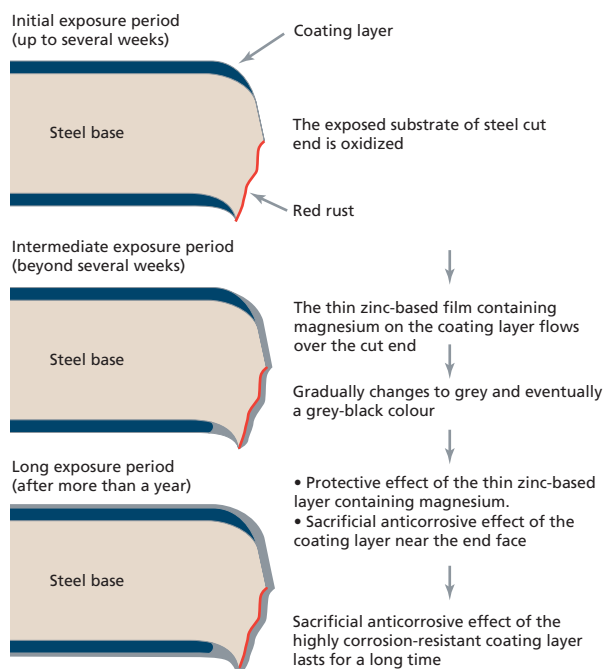 Initial exposure period
(up to several weeks)
Coating layer
Steel base
The exposed substrate of steel cut
end is oxidized
Red rust
Intermediate exposure period
(beyond several weeks)
Steel base
The thin zinc-based film containing
magnesium on the coating layer flows
over the cut end
Gradually changes to grey and eventually
a grey-black colour
Long exposure period
(after more than a year)
• Protective effect of the thin zinc-based
layer containing magnesium.
• Sacrificial anticorrosive effect of the
coating layer near the end face
Steel base
Sacrificial anticorrosive effect of the
highly corrosion-resistant coating layer
lasts for a long time